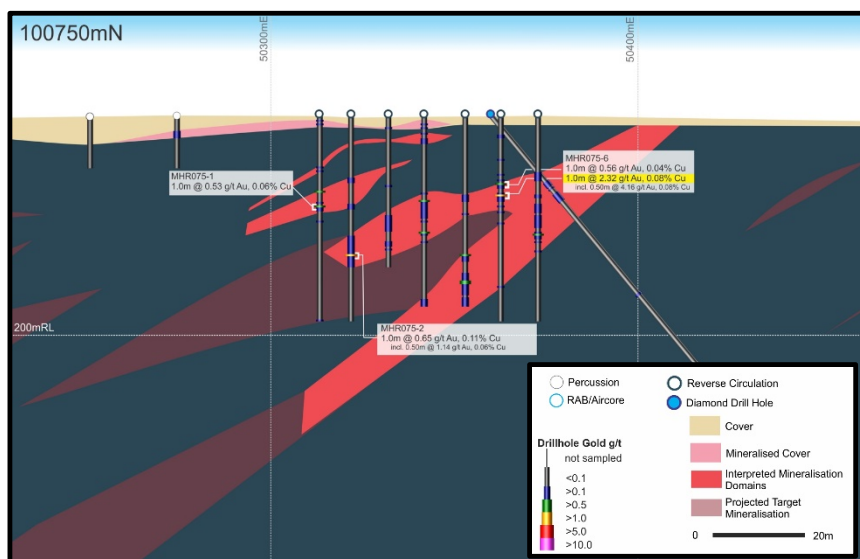 100750mN
50300mE
50400mE
MHR075-1
1.0m @ 0.53 g/t Au, 0.06% Cu
MHR075-6
1.0m @ 0.56 g/t Au, 0.04% Cu
1.0m @ 2.32 g/t Au, 0.08% Cu
incl. 0.50m @ 4.16 g/t Au, 0.08% Cu
200mRL
MHR075-2
1.0m @ 0.65 g/t Au, 0.11% Cu
incl. 0.50m @ 1.14 g/t Au, 0.06% Cu
Percussion
Reverse Circulation
RAB/Aircore
Diamond Drill Hole
Drillhole Gold g/t
not sampled
<0.1
>0.1
>0.5
>1.0
>5.0
>10.0
Cover
Mineralised Cover
Interpreted Mineralisation
Domains
Projected Target
Mineralisation
0 20m